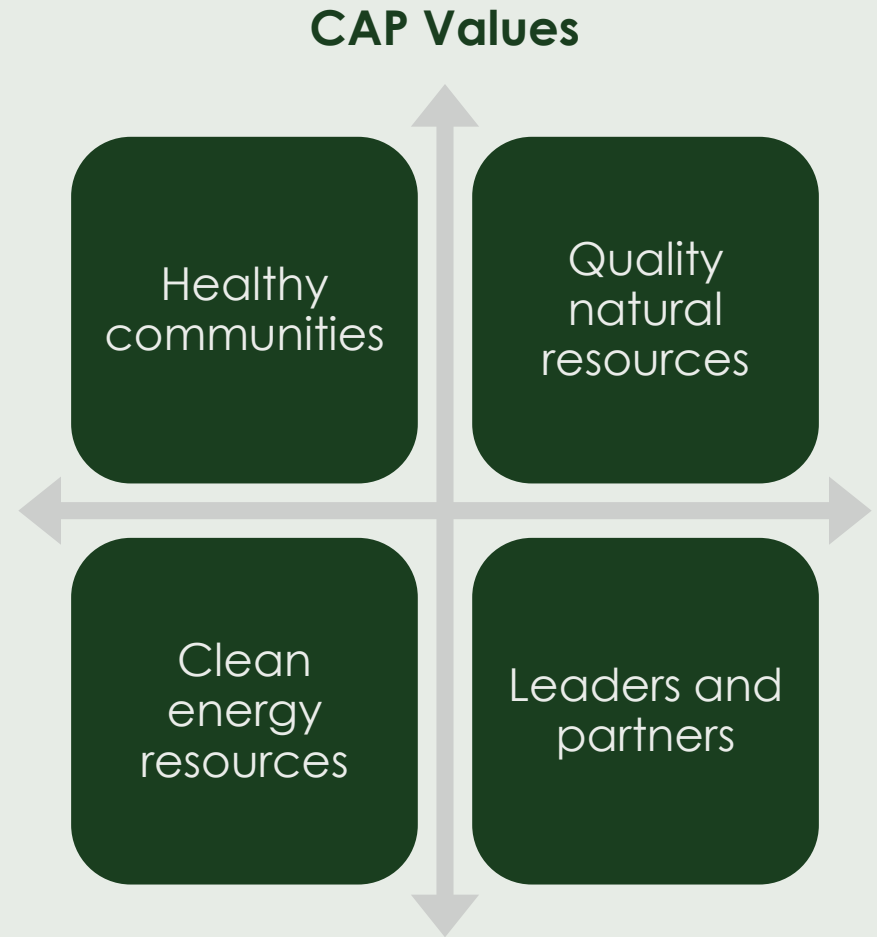 CAP Values
Healthy
communities
Quality
natural
resources
Clean
energy
resources
Leaders and
partners